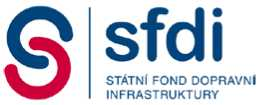 sfdi
STÁTNÍ FOND DOPRAVNÍ
INFRASTRUKTURY